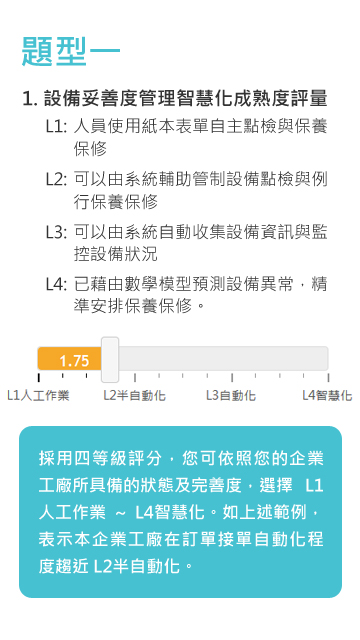 題型一
1. 設備妥善度管理智慧化成熟度評量
L1: 人員使用紙本表單自主點檢與保養
保修
L2: 可以由系統輔助管制設備點檢與例
行保養保修
L3: 可以由系統自動收集設備資訊與監
控設備狀況
L4: 已藉由數學模型預測設備異常，精
準安排保養保修。
1.75
L1人工作業 L2半自動化 L3自動化 L4智慧化
採用四等級評分，您可依照您的企業
工廠所具備的狀態及完善度，選擇 L1
人工作業 ～ L4智慧化。如上述範例，
表示本企業工廠在訂單接單自動化程
度趨近 L2半自動化。